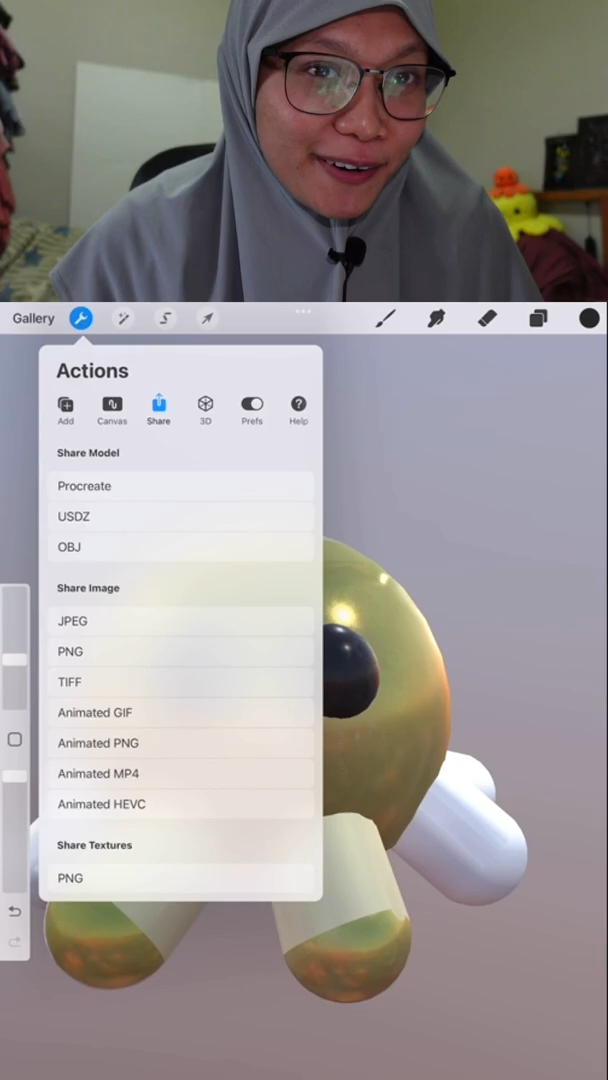 Gallery
Actions
Add
Canvas
Share
3D
Prefs
Help
Share Model
Procreate
USDZ
OBJ
Share Image
JPEG
PNG
TIFF
Animated GIF
Animated PNG
Animated MP4
Animated HEVC
Share Textures
PNG